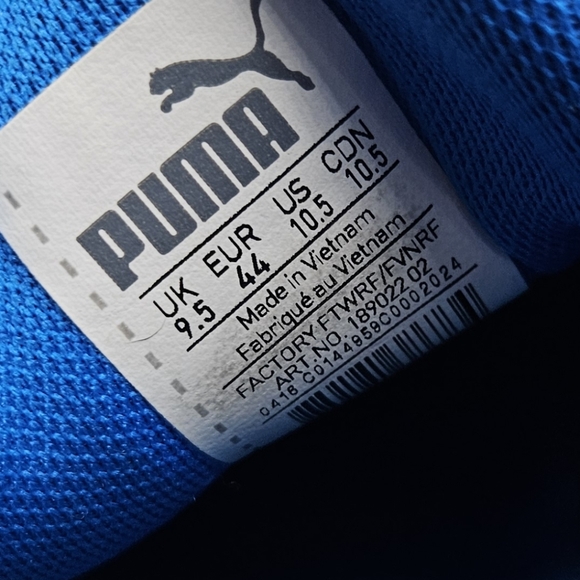 PUMA
UK EUR US CDN
9.5 44 10.5 10.5
Made in Vietnam
Fabriqué au Vietnam
FACTORY FTWRF/FVNRF
ART.NO. 189022 02
0418 C0144959C0002024